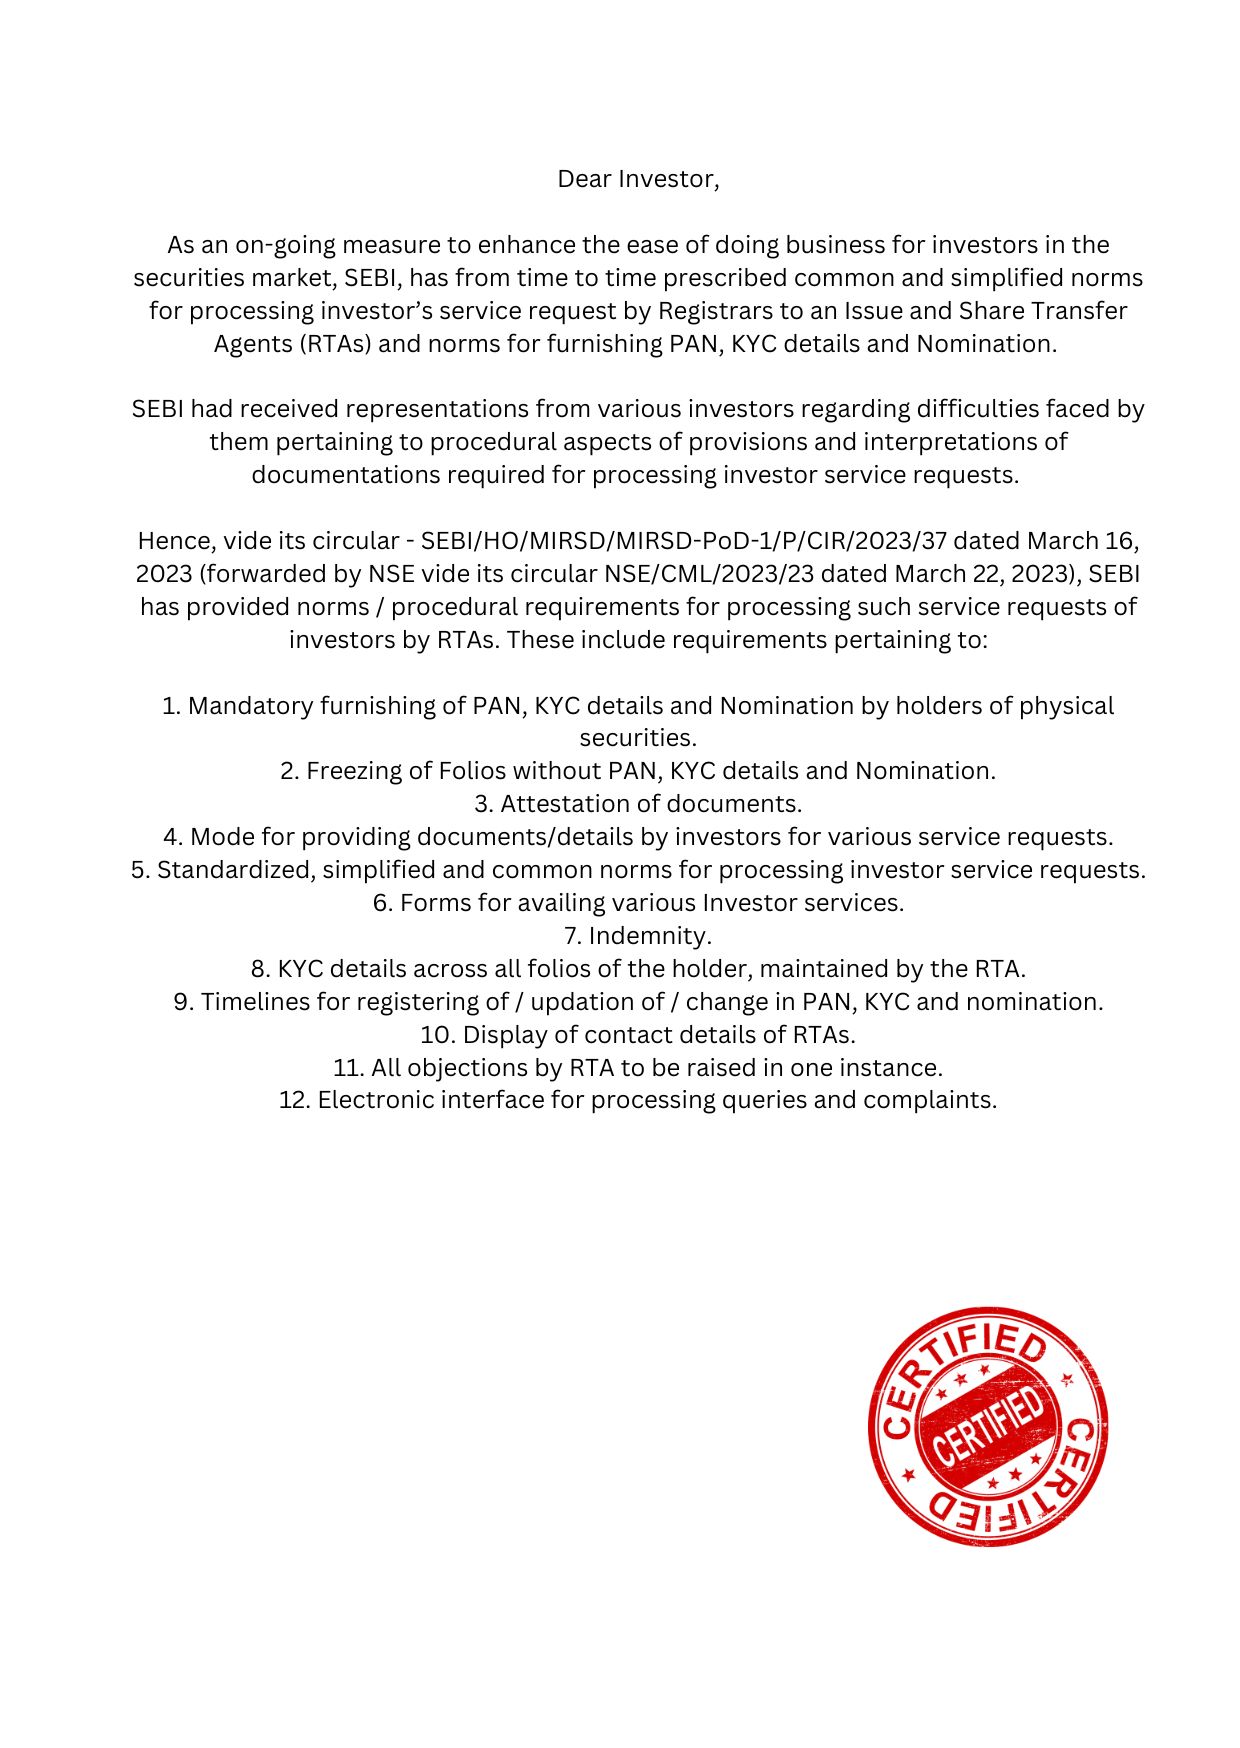 Dear Investor,
As an on-going measure to enhance the ease of doing business for investors in the
securities market, SEBI, has from time to time prescribed common and simplified norms
for processing investor’s service request by Registrars to an Issue and Share Transfer
Agents (RTAs) and norms for furnishing PAN, KYC details and Nomination.
SEBI had received representations from various investors regarding difficulties faced by
them pertaining to procedural aspects of provisions and interpretations of
documentations required for processing investor service requests.
Hence, vide its circular - SEBI/HO/MIRSD/MIRSD-PoD-1/P/CIR/2023/37 dated March 16,
2023 (forwarded by NSE vide its circular NSE/CML/2023/23 dated March 22, 2023), SEBI
has provided norms / procedural requirements for processing such service requests of
investors by RTAs. These include requirements pertaining to:
1. Mandatory furnishing of PAN, KYC details and Nomination by holders of physical
securities.
2. Freezing of Folios without PAN, KYC details and Nomination.
3. Attestation of documents.
4. Mode for providing documents/details by investors for various service requests.
5. Standardized, simplified and common norms for processing investor service requests.
6. Forms for availing various Investor services.
7. Indemnity.
8. KYC details across all folios of the holder, maintained by the RTA.
9. Timelines for registering of / updation of / change in PAN, KYC and nomination.
10. Display of contact details of RTAs.
11. All objections by RTA to be raised in one instance.
12. Electronic interface for processing queries and complaints.
CERTIFIED
CERTIFIED
CERTIFIED